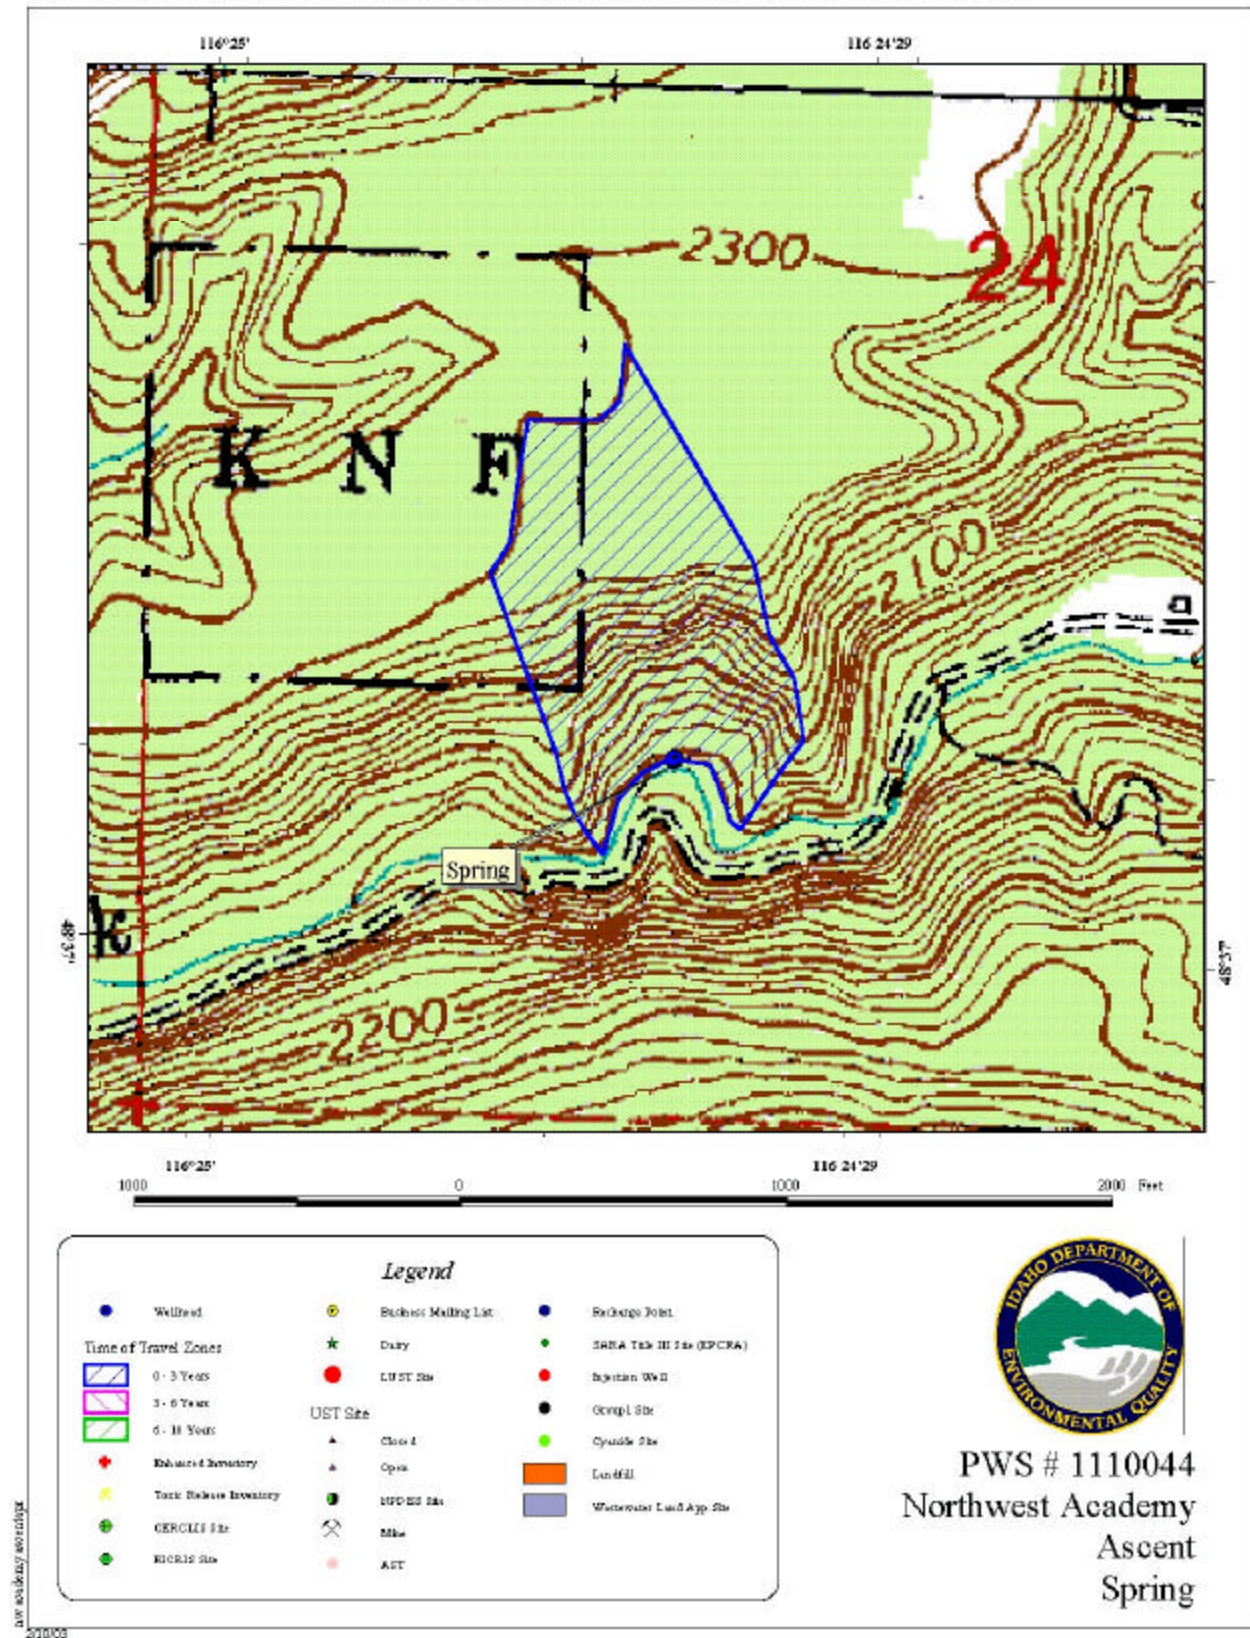 116°25'
116 24'29
2300
24
K N F
2100
a
Spring
k
48°37'
48°37'
2200
116°25'
116 24'29
1000 0 1000 2000 Feet
Legend
Wellhead
Time of Travel Zones
0 - 3 Years
3 - 6 Years
6 - 10 Years
Enhanced Inventory
Toxic Release Inventory
CERCLIS Site
RICRIS Site
Business Mailing List
Dairy
LUST Site
UST Site
Closed
Open
NPDES Site
Mine
AST
Recharge Point
SARA Title III Site (EPCRA)
Injection Well
Group1 Site
Cyanide Site
Landfill
Wastewater Land App. Site
IDAHO DEPARTMENT OF
ENVIRONMENTAL QUALITY
PWS # 1110044
Northwest Academy
Ascent
Spring